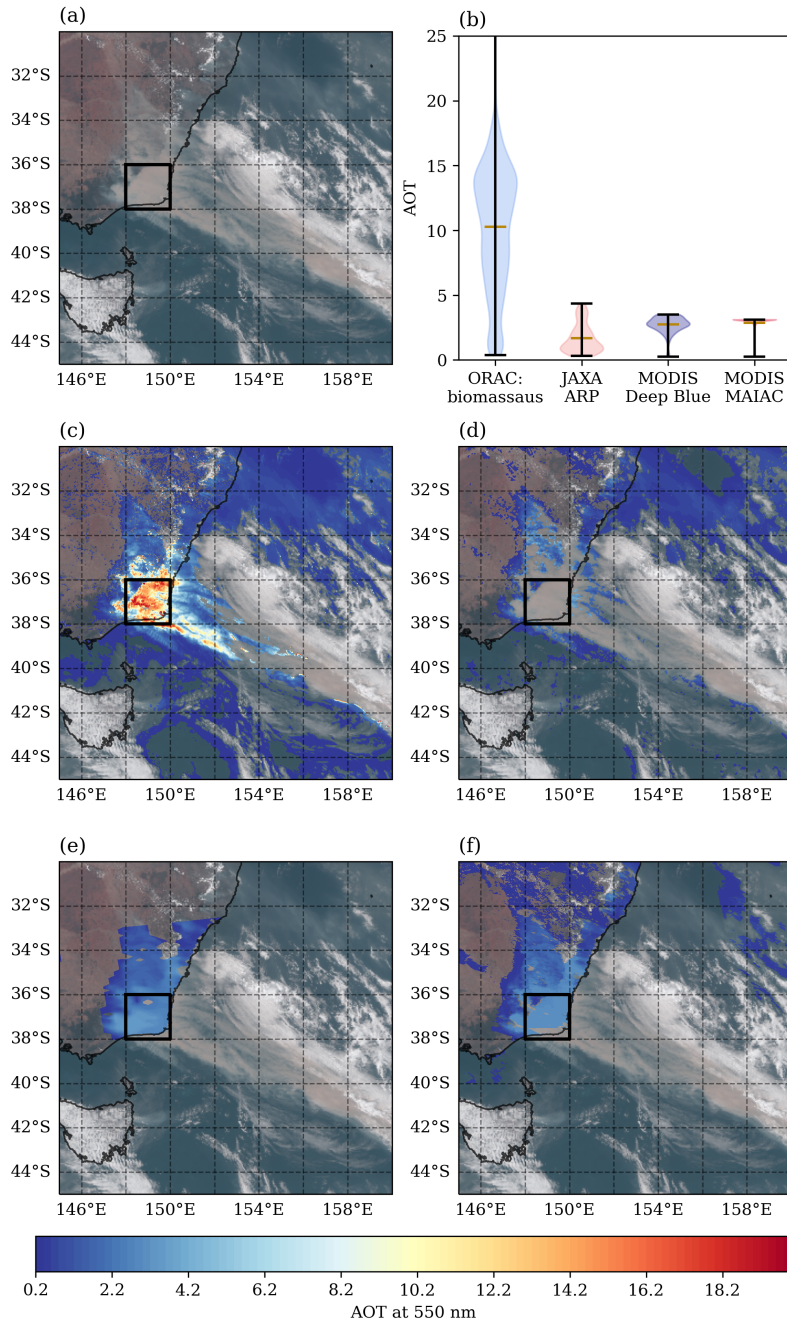 (a)
32°S
34°S
36°S
38°S
40°S
42°S
44°S
146°E 150°E 154°E 158°E
(b)
25
20
15
10
5
0
AOT
ORAC: biomassaus
JAXA ARP
MODIS Deep Blue
MODIS MAIAC
(c)
32°S
34°S
36°S
38°S
40°S
42°S
44°S
146°E 150°E 154°E 158°E
(d)
32°S
34°S
36°S
38°S
40°S
42°S
44°S
146°E 150°E 154°E 158°E
(e)
32°S
34°S
36°S
38°S
40°S
42°S
44°S
146°E 150°E 154°E 158°E
(f)
32°S
34°S
36°S
38°S
40°S
42°S
44°S
146°E 150°E 154°E 158°E
0.2 2.2 4.2 6.2 8.2 10.2 12.2 14.2 16.2 18.2
AOT at 550 nm